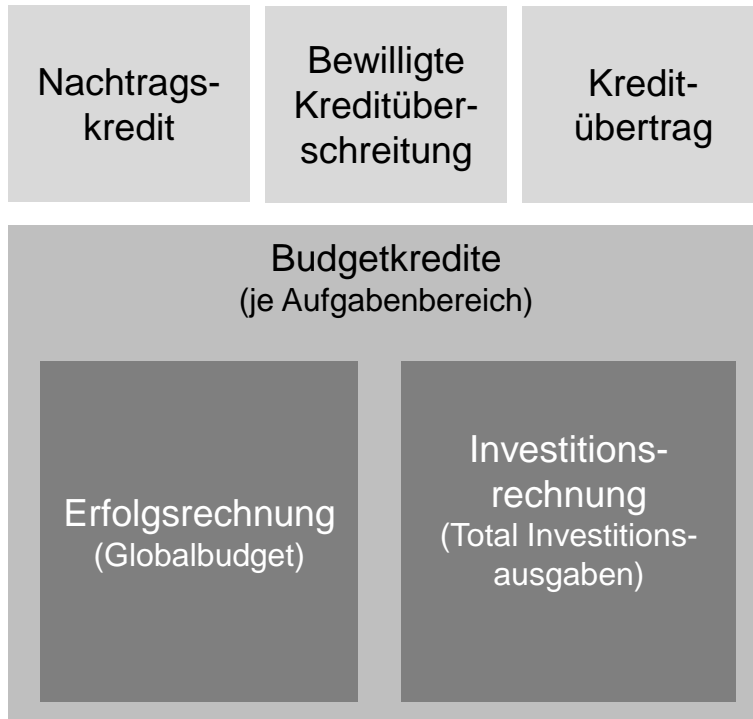 Nachtrags-
kredit
Bewilligte
Kreditüber-
schreitung
Kredit-
übertrag
Budgetkredite
(je Aufgabenbereich)
Erfolgsrechnung
(Globalbudget)
Investitions-
rechnung
(Total Investitions-
ausgaben)